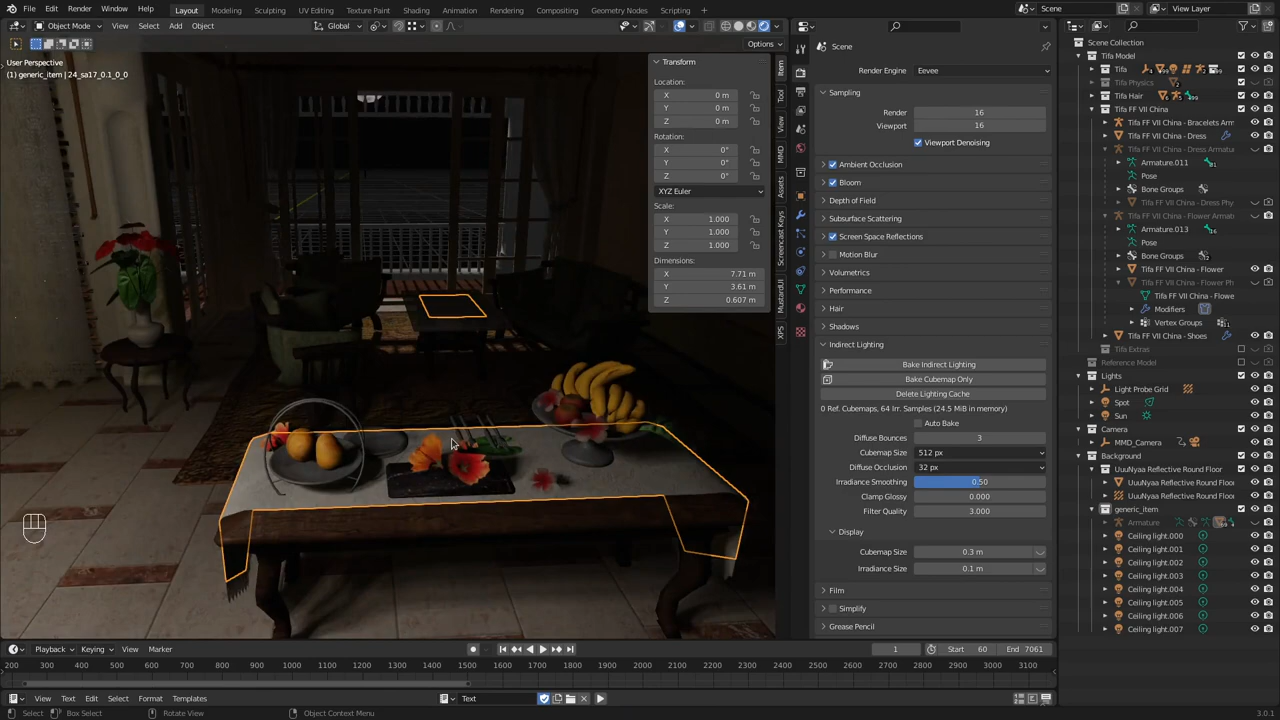 File Edit Render Window Help Layout Modeling Sculpting UV Editing Texture Paint Shading Animation Rendering Compositing Geometry Nodes Scripting Scene View Layer
Object Mode View Select Add Object Global
Options
User Perspective
(1) generic_item | 24_sa17_0.1_0_0
Transform
Location:
X 0 m
Y 0 m
Z 0 m
Rotation:
X 0°
Y 0°
Z 0°
XYZ Euler
Scale:
X 1.000
Y 1.000
Z 1.000
Dimensions:
X 7.71 m
Y 3.61 m
Z 0.607 m
Item
Tool
View
MMD
Assets
Screencast Keys
MustardUI
XPS
Scene
Render Engine Eevee
Sampling
Render 16
Viewport 16
Viewport Denoising
Ambient Occlusion
Bloom
Depth of Field
Subsurface Scattering
Screen Space Reflections
Motion Blur
Volumetrics
Performance
Hair
Shadows
Indirect Lighting
Bake Indirect Lighting
Bake Cubemap Only
Delete Lighting Cache
0 Ref. Cubemaps, 64 Irr. Samples (24.5 MiB in memory)
Auto Bake
Diffuse Bounces 3
Cubemap Size 512 px
Diffuse Occlusion 32 px
Irradiance Smoothing 0.50
Clamp Glossy 0.000
Filter Quality 3.000
Display
Cubemap Size 0.3 m
Irradiance Size 0.1 m
Film
Simplify
Grease Pencil
Scene Collection
Tifa Model
Tifa
Tifa Physics
Tifa Hair
Tifa FF VII China
Tifa FF VII China - Bracelets Arm
Tifa FF VII China - Dress
Tifa FF VII China - Dress Armatu
Armature.011
Pose
Bone Groups
Tifa FF VII China - Dress Phy
Tifa FF VII China - Flower Armat
Armature.013
Pose
Bone Groups
Tifa FF VII China - Flower
Tifa FF VII China - Flower Ph
Tifa FF VII China - Flowe
Modifiers
Vertex Groups
Tifa FF VII China - Shoes
Tifa Extras
Reference Model
Lights
Light Probe Grid
Spot
Sun
Camera
MMD_Camera
Background
UuuNyaa Reflective Round Floor
UuuNyaa Reflective Round
UuuNyaa Reflective Round
generic_item
Armature
Ceiling light.000
Ceiling light.001
Ceiling light.002
Ceiling light.003
Ceiling light.004
Ceiling light.005
Ceiling light.006
Ceiling light.007
Playback Keying View Marker 1 Start 60 End 7061
200 300 400 500 600 700 800 900 1000 1100 1200 1300 1400 1500 1600 1700 1800 1900 2000 2100 2200 2300 2400 2500 2600 2700 2800 2900 3000
View Text Edit Select Format Templates Text
Select Box Select Rotate View Object Context Menu 3.0.1